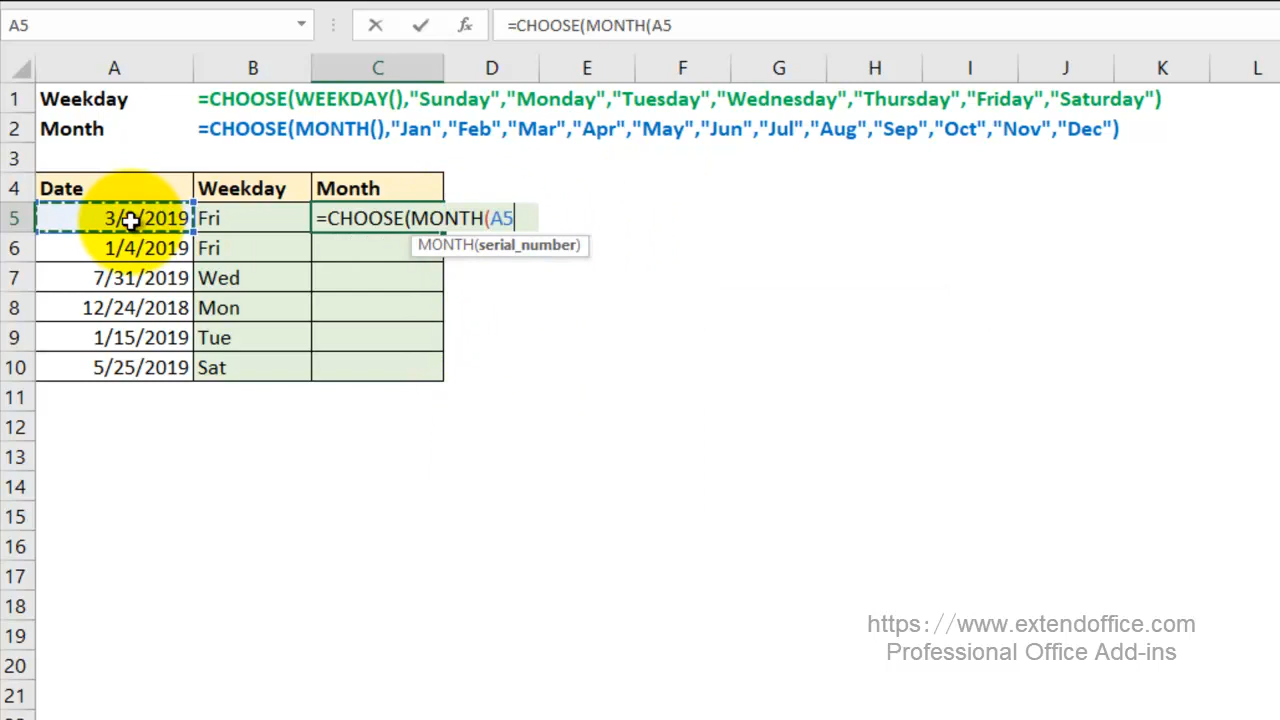 A5 =CHOOSE(MONTH(A5
A B C D E F G H I J K L
1 Weekday =CHOOSE(WEEKDAY(),"Sunday","Monday","Tuesday","Wednesday","Thursday","Friday","Saturday")
2 Month =CHOOSE(MONTH(),"Jan","Feb","Mar","Apr","May","Jun","Jul","Aug","Sep","Oct","Nov","Dec")
3
4 Date Weekday Month
5 Fri =CHOOSE(MONTH(A5
MONTH(serial_number)
6 1/4/2019 Fri
7 7/31/2019 Wed
8 12/24/2018 Mon
9 1/15/2019 Tue
10 5/25/2019 Sat
11
12
13
14
15
16
17
18
19
20
21
https://www.extendoffice.com
Professional Office Add-ins